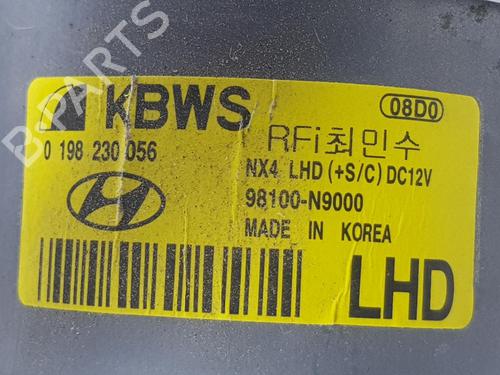 B-PARTS
KBWS
08D0
RFi최민수
0 198 230 056
NX4 LHD (+S/C) DC12V
98100-N9000
MADE IN KOREA
LHD